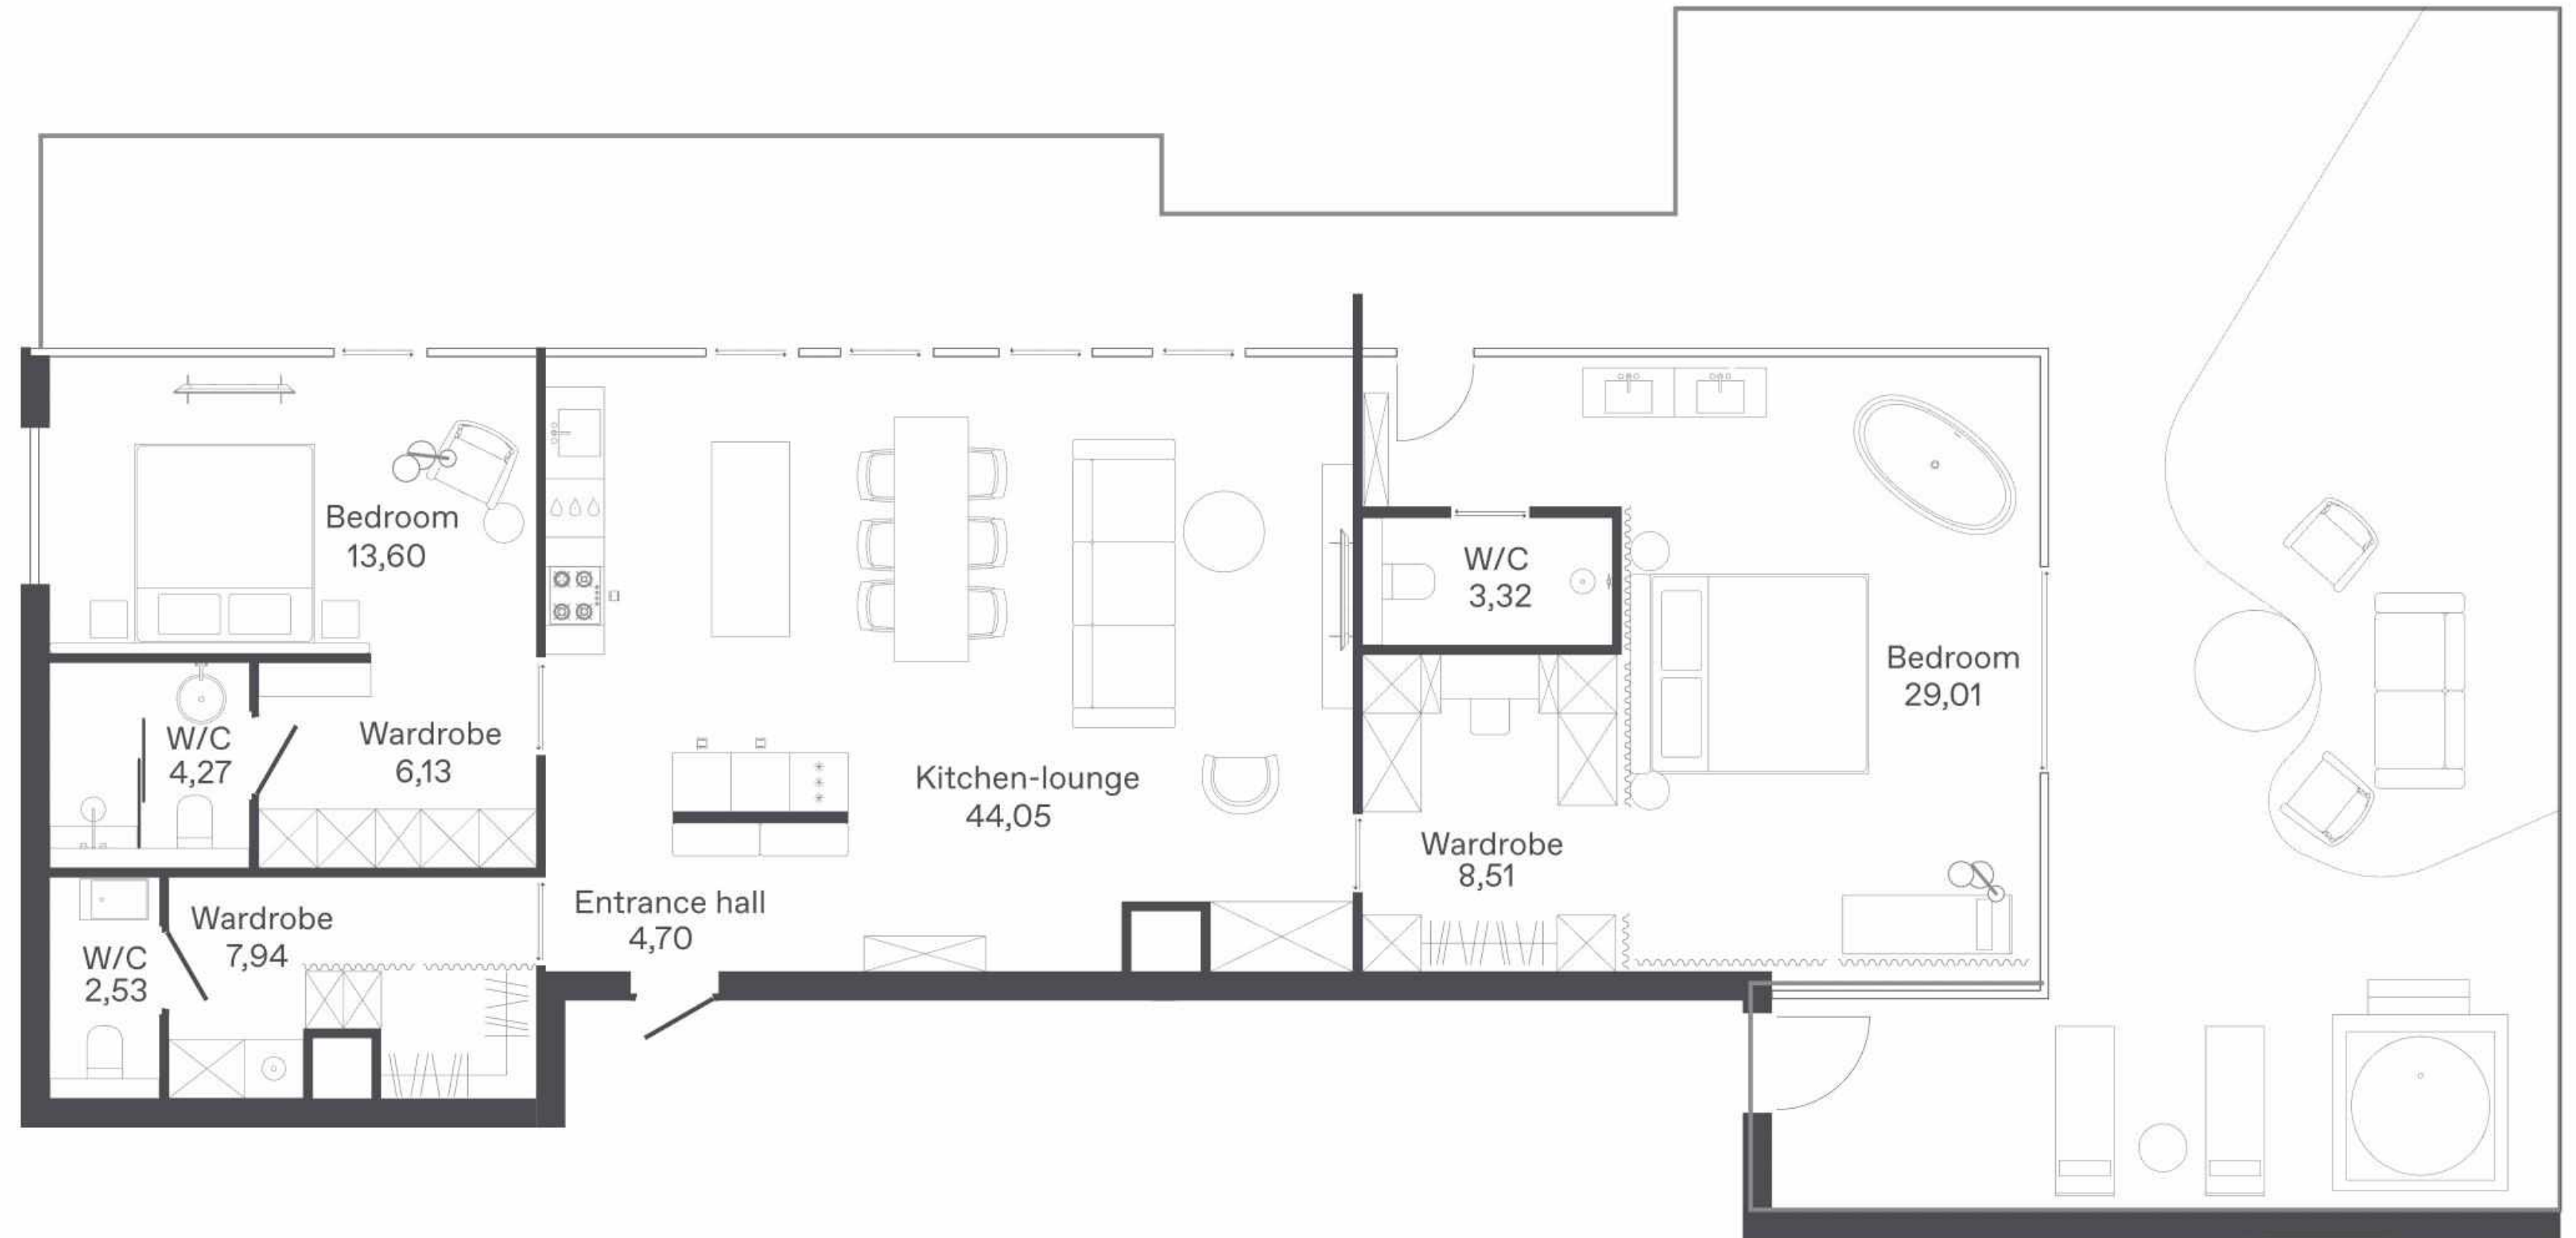 Bedroom
13,60
W/C
4,27
Wardrobe
6,13
W/C
2,53
Wardrobe
7,94
Entrance hall
4,70
Kitchen-lounge
44,05
W/C
3,32
Wardrobe
8,51
Bedroom
29,01